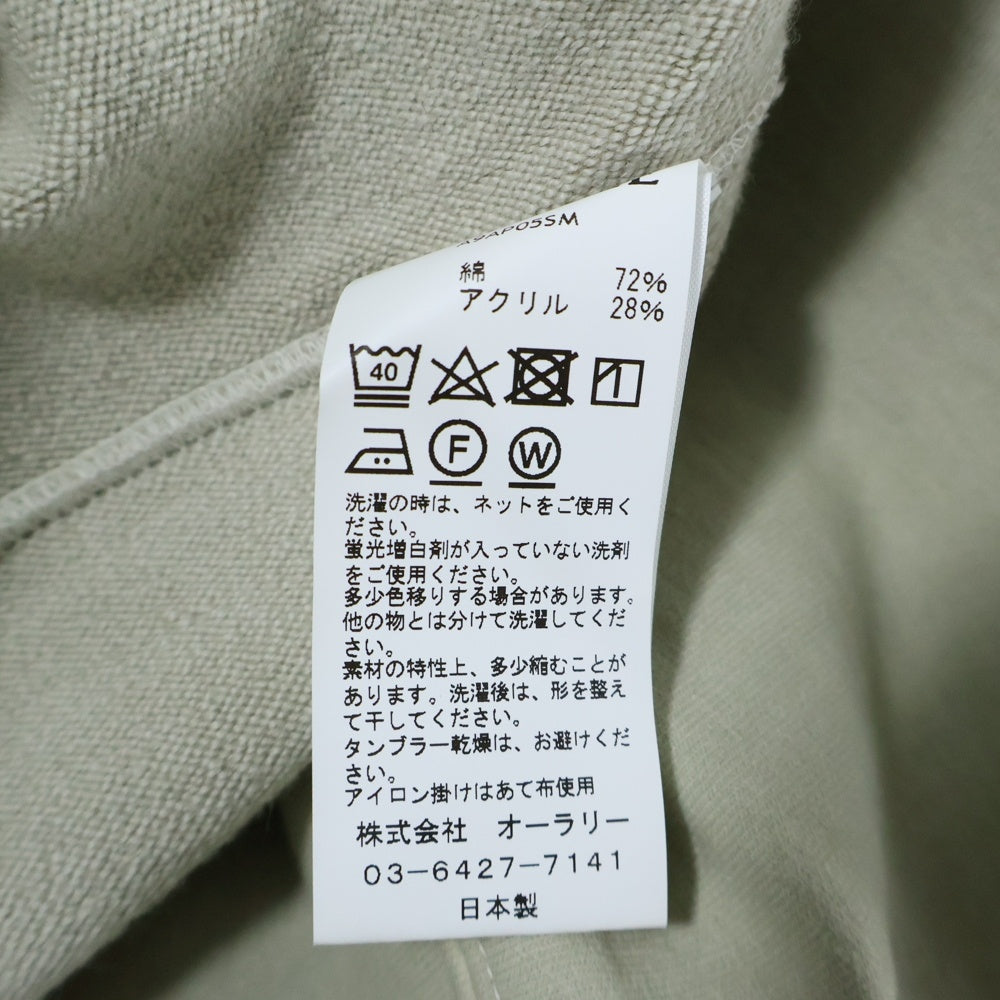 綿 72%
アクリル 28%
40
F W
洗濯の時は、ネットをご使用く
ださい。
蛍光増白剤が入っていない洗剤
をご使用ください。
多少色移りする場合があります。
他の物とは分けて洗濯してくだ
さい。
素材の特性上、多少縮むことが
あります。洗濯後は、形を整え
て干してください。
タンブラー乾燥は、お避けくだ
さい。
アイロン掛けはあて布使用
株式会社 オーラリー
03-6427-7141
日本製